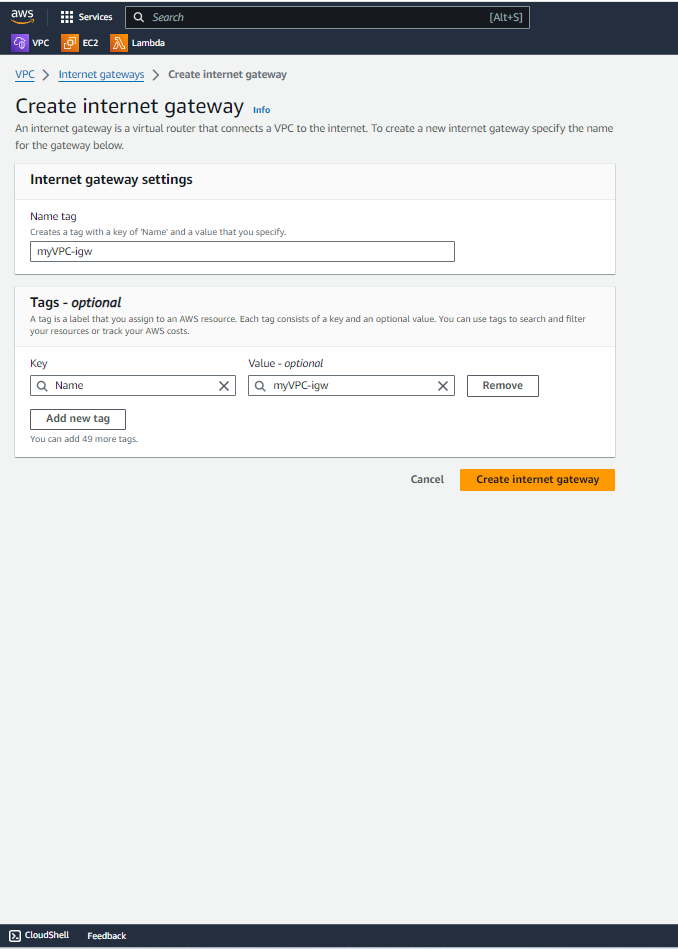 aws
Services
Search
[Alt+S]
VPC
EC2
Lambda
VPC > Internet gateways > Create internet gateway
Create internet gateway Info
An internet gateway is a virtual router that connects a VPC to the internet. To create a new internet gateway specify the name
for the gateway below.
Internet gateway settings
Name tag
Creates a tag with a key of 'Name' and a value that you specify.
myVPC-igw
Tags - optional
A tag is a label that you assign to an AWS resource. Each tag consists of a key and an optional value. You can use tags to search and filter
your resources or track your AWS costs.
Key
Value - optional
Name
myVPC-igw
Remove
Add new tag
You can add 49 more tags.
Cancel
Create internet gateway
CloudShell
Feedback